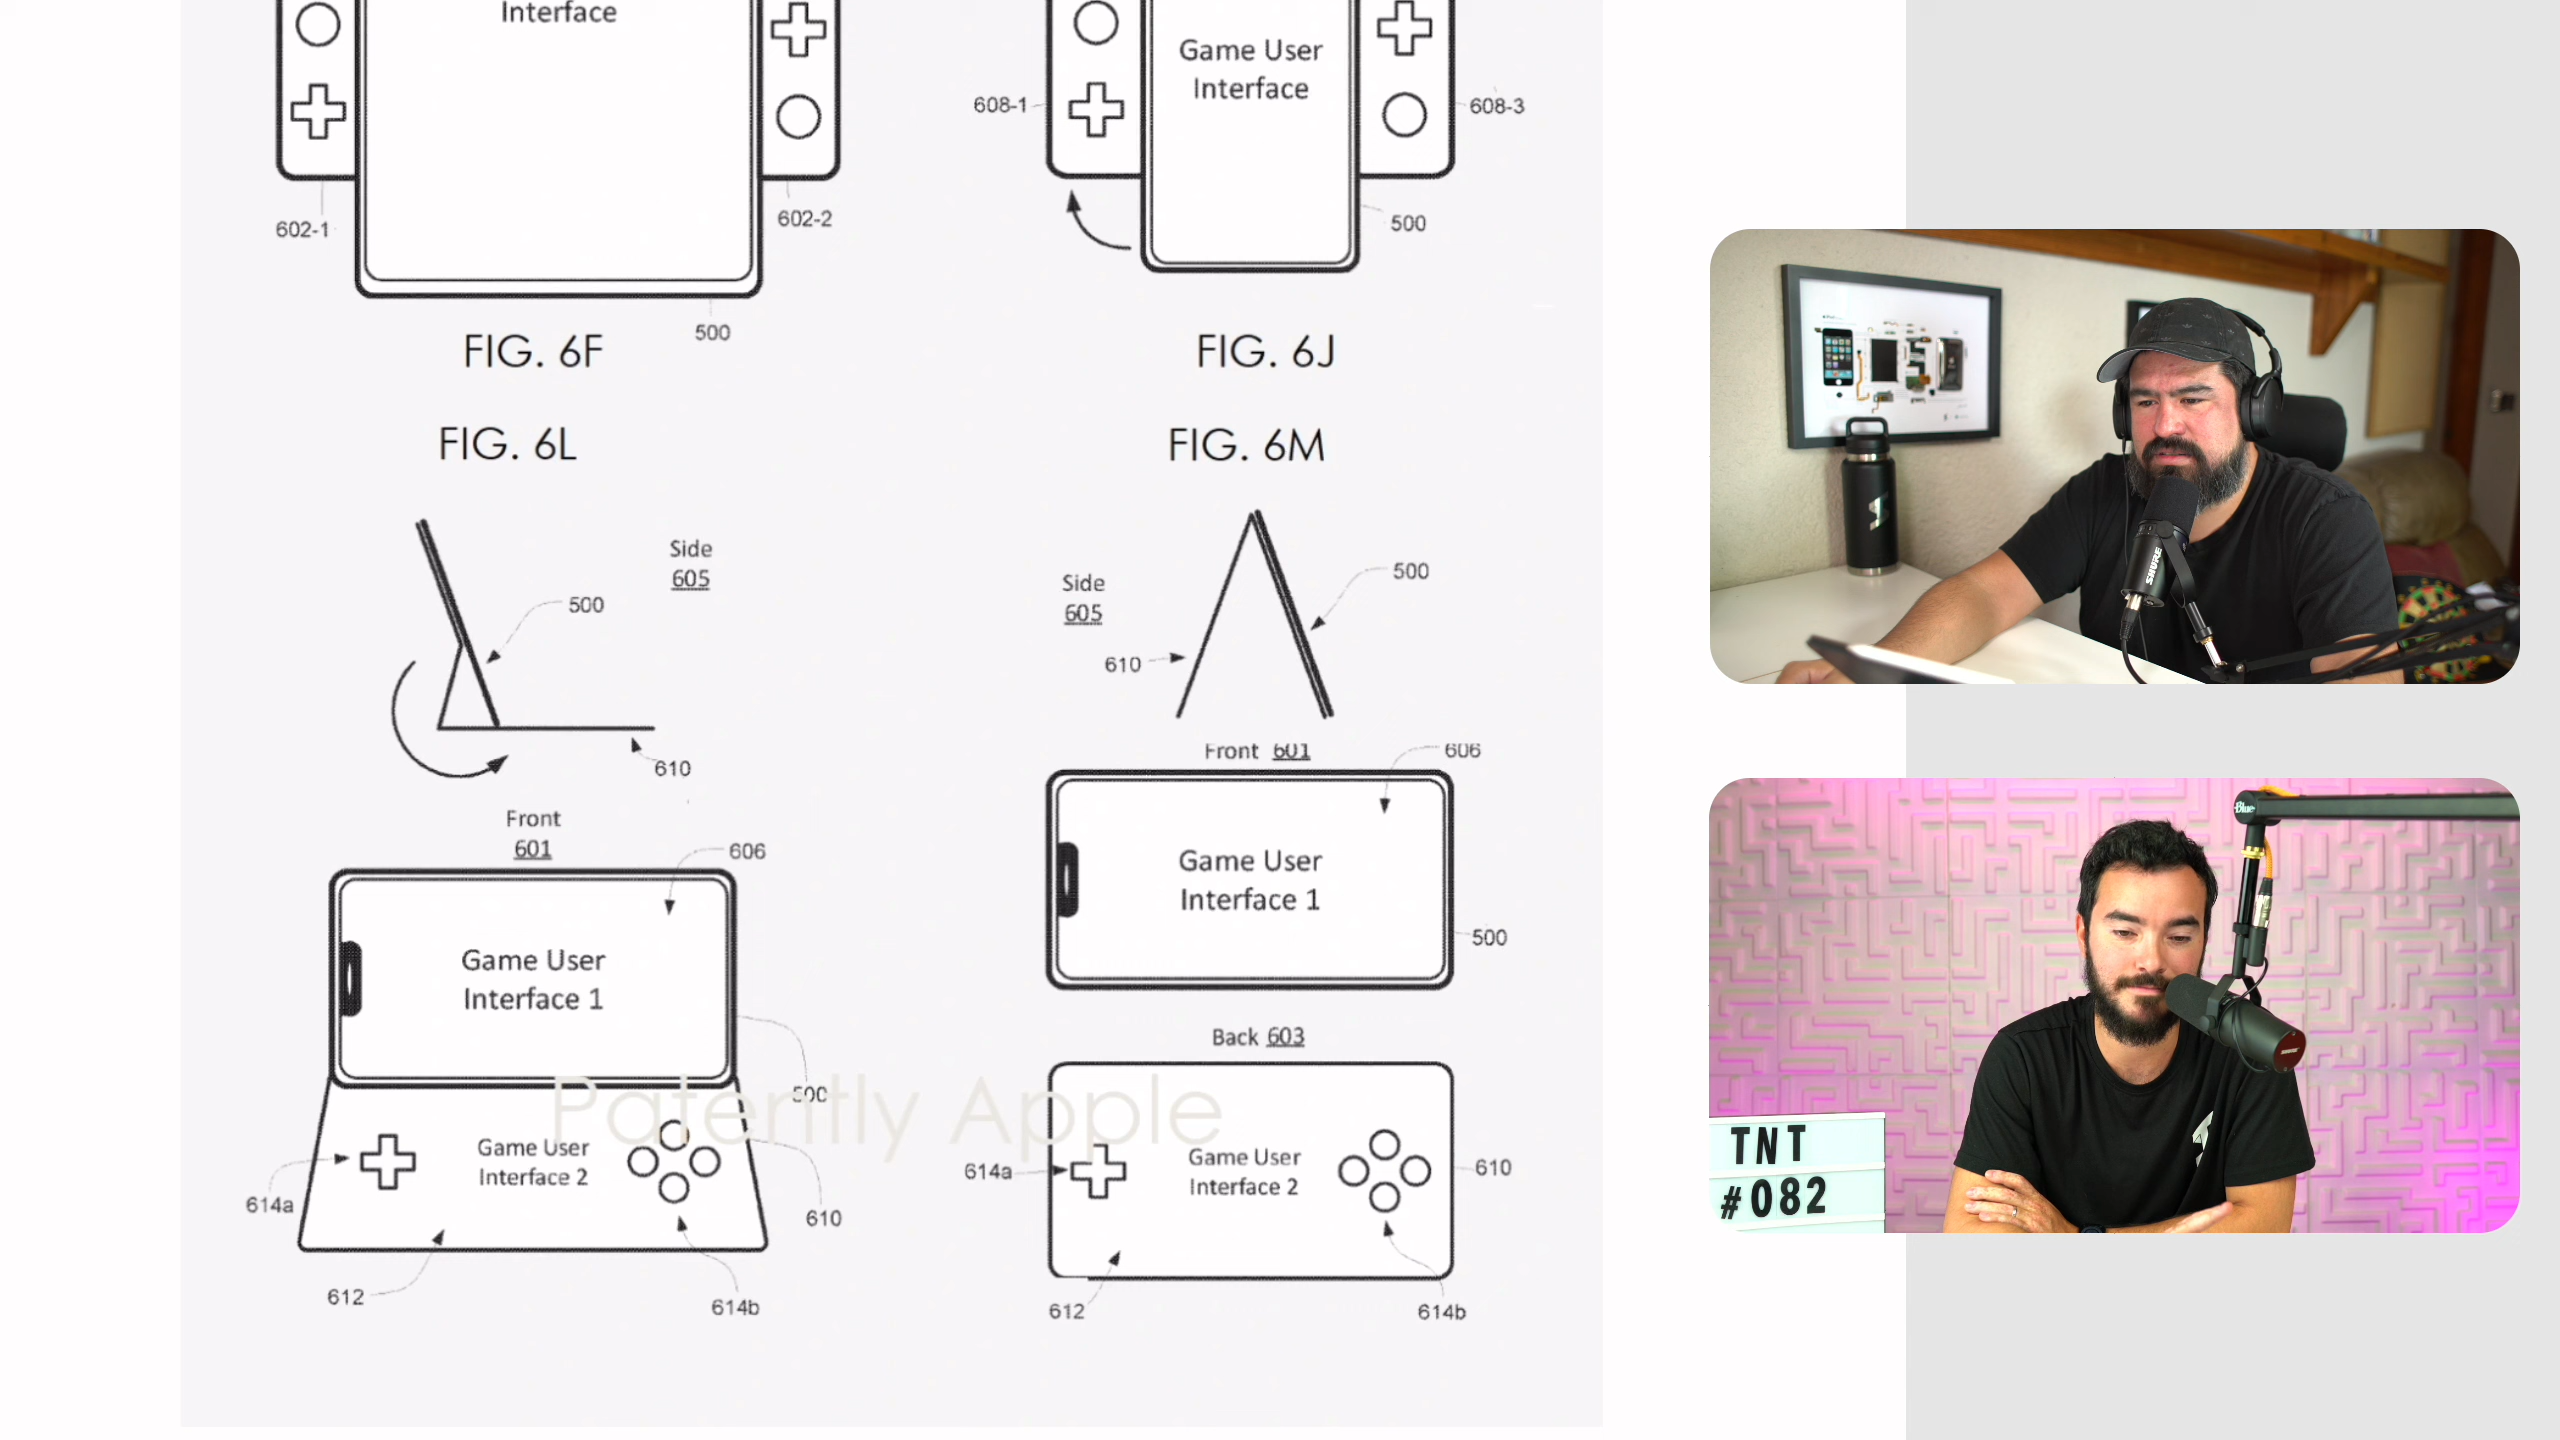 Interface
Game User
Interface
608-1
608-3
602-1
602-2
500
500
FIG. 6F
FIG. 6J
FIG. 6L
FIG. 6M
Side
605
500
610
Side
605
500
610
Front
601
606
Game User
Interface 1
500
614a
Game User
Interface 2
610
612
614b
Front 601
606
Game User
Interface 1
500
Back 603
614a
Game User
Interface 2
610
612
614b
Patently Apple
SHURE
Blue
TNT
#082